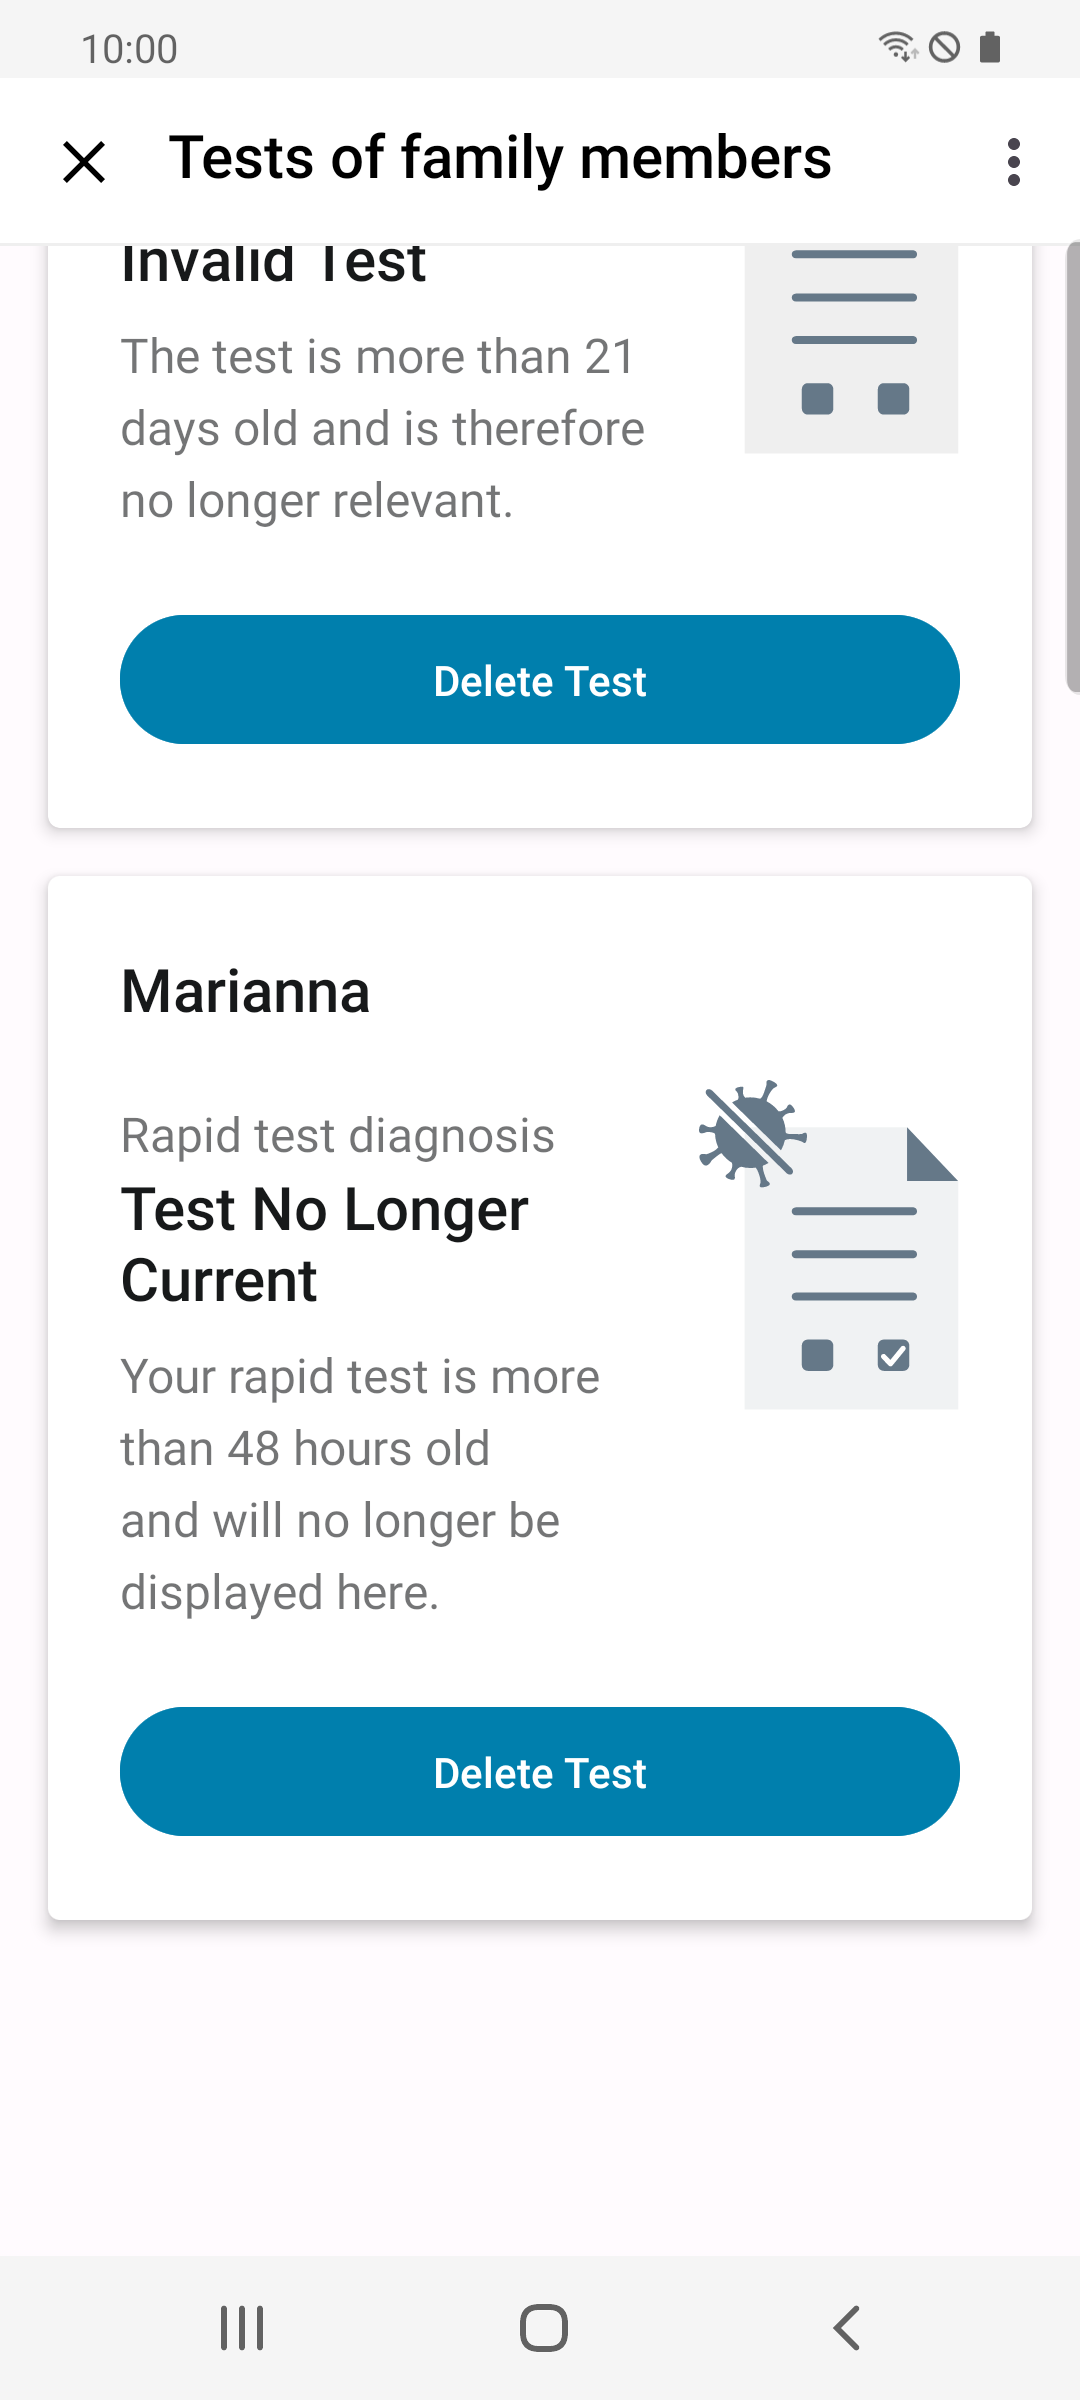 10:00
Tests of family members
Invalid Test
The test is more than 21
days old and is therefore
no longer relevant.
Delete Test
Marianna
Rapid test diagnosis
Test No Longer
Current
Your rapid test is more
than 48 hours old
and will no longer be
displayed here.
Delete Test